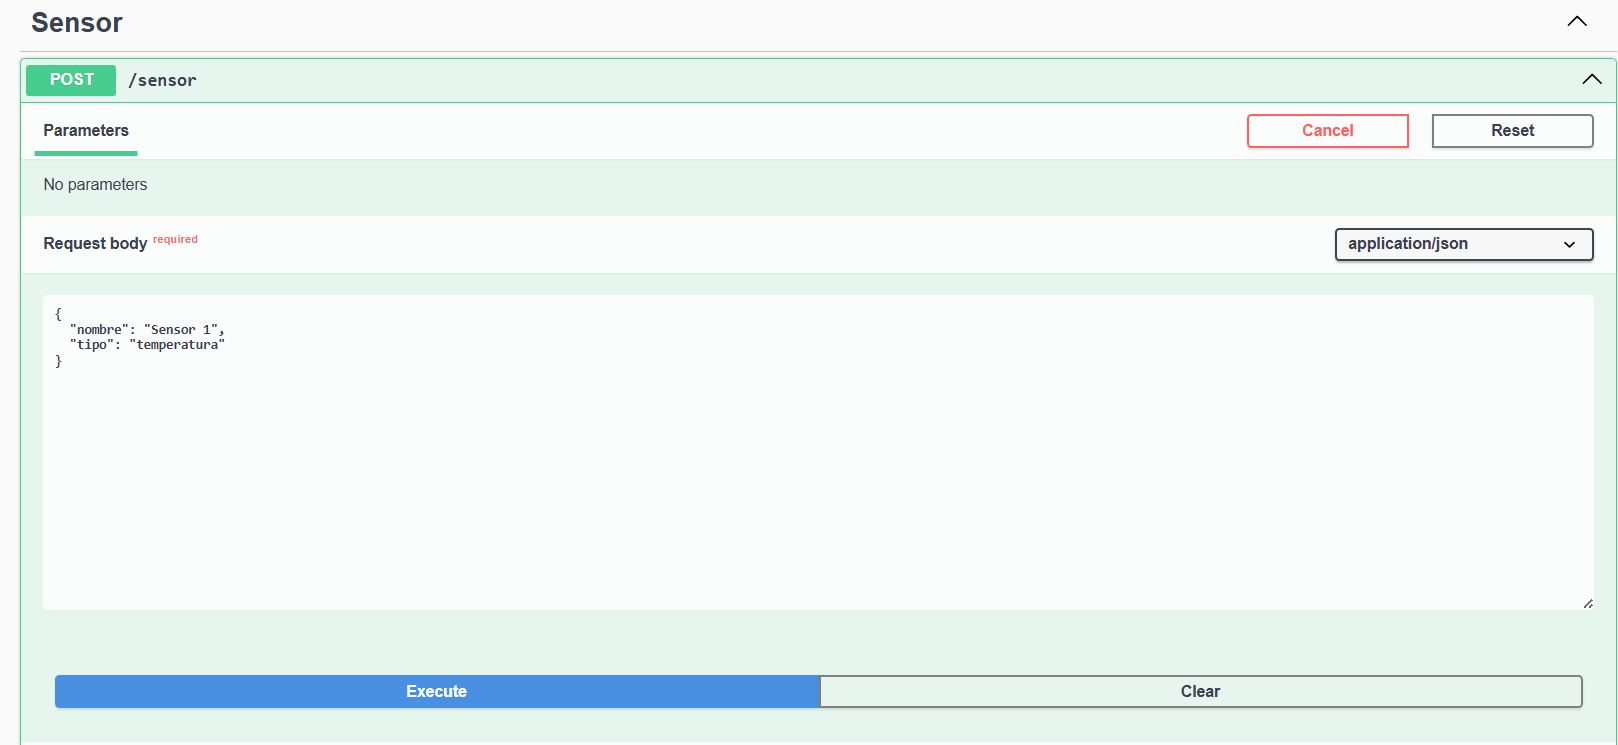 Sensor
POST /sensor
Parameters
Cancel
Reset
No parameters
Request body required
application/json
{
  "nombre": "Sensor 1",
  "tipo": "temperatura"
}
Execute
Clear